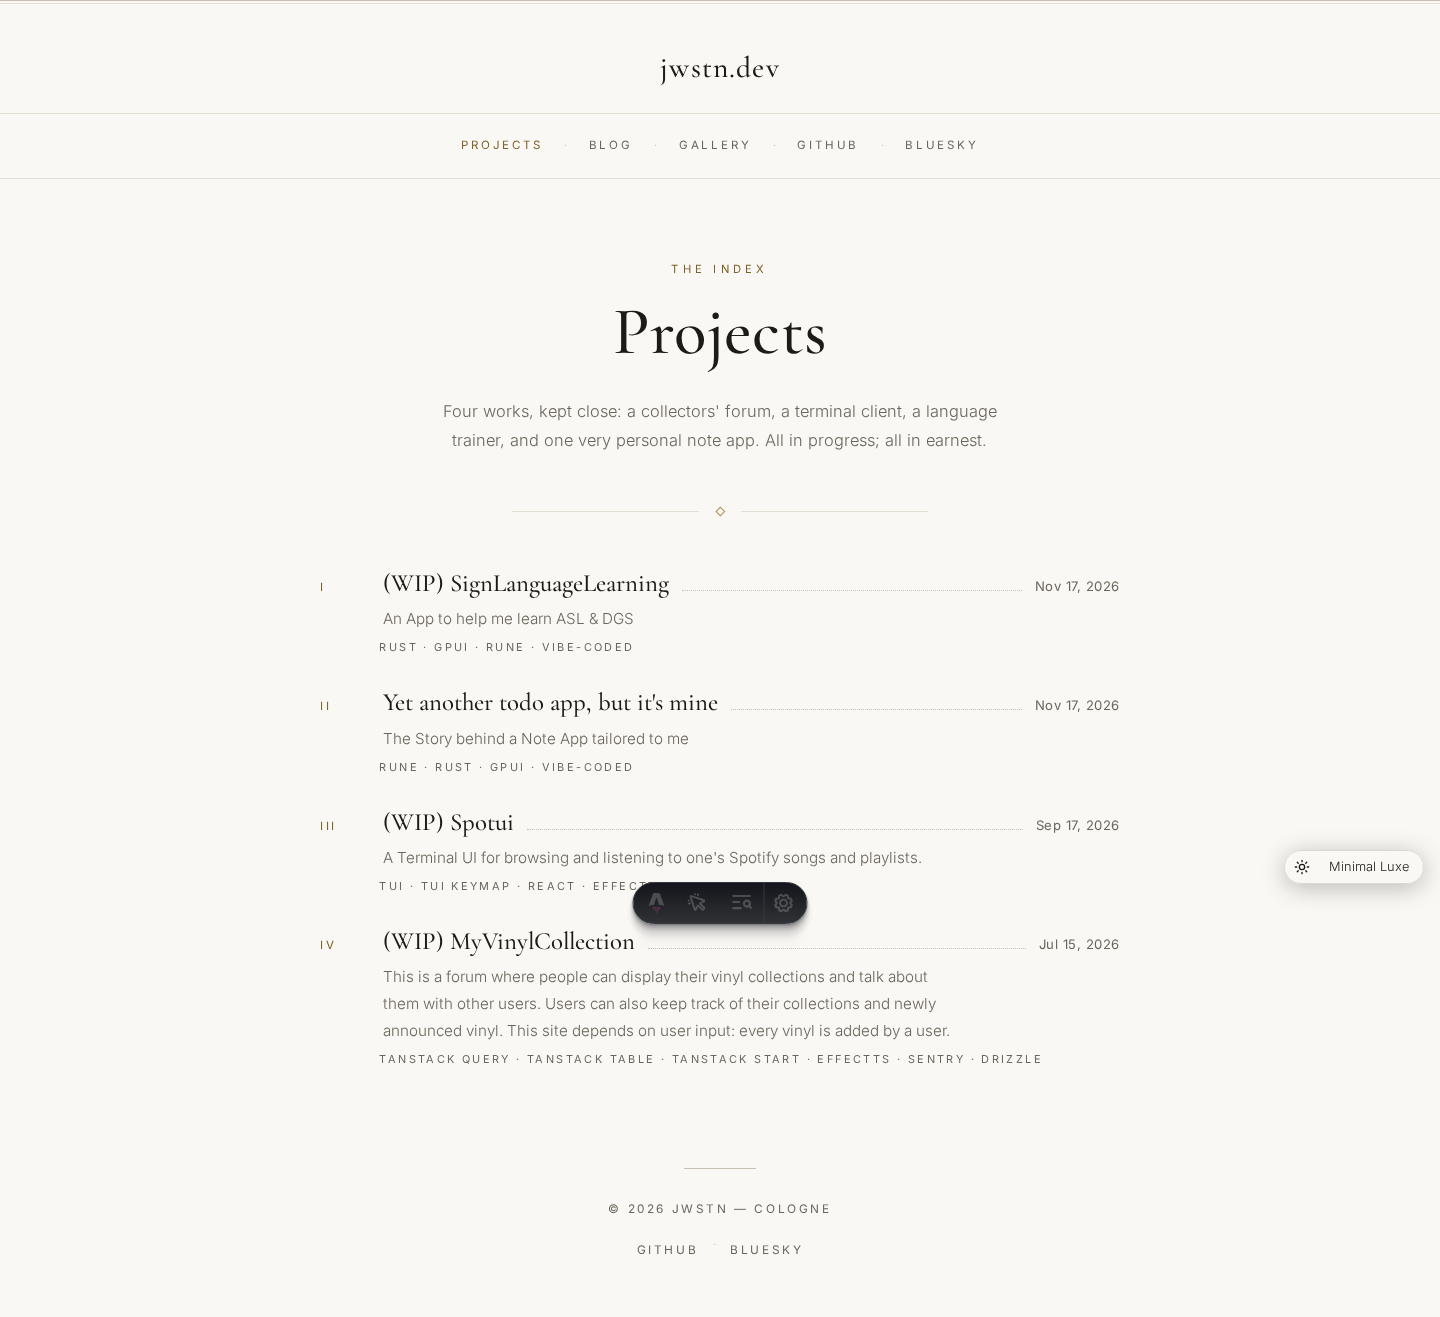 jwstn.dev
PROJECTS · BLOG · GALLERY · GITHUB · BLUESKY
THE INDEX
Projects
Four works, kept close: a collectors' forum, a terminal client, a language
trainer, and one very personal note app. All in progress; all in earnest.
I (WIP) SignLanguageLearning Nov 17, 2026
An App to help me learn ASL & DGS
RUST · GPUI · RUNE · VIBE-CODED
II Yet another todo app, but it's mine Nov 17, 2026
The Story behind a Note App tailored to me
RUNE · RUST · GPUI · VIBE-CODED
III (WIP) Spotui Sep 17, 2026
A Terminal UI for browsing and listening to one's Spotify songs and playlists.
Minimal Luxe
TUI · TUI KEYMAP · REACT ·
IV (WIP) MyVinylCollection Jul 15, 2026
This is a forum where people can display their vinyl collections and talk about
them with other users. Users can also keep track of their collections and newly
announced vinyl. This site depends on user input: every vinyl is added by a user.
TANSTACK QUERY · TANSTACK TABLE · TANSTACK START · EFFECTTS · SENTRY · DRIZZLE
© 2026 JWSTN — COLOGNE
GITHUB · BLUESKY